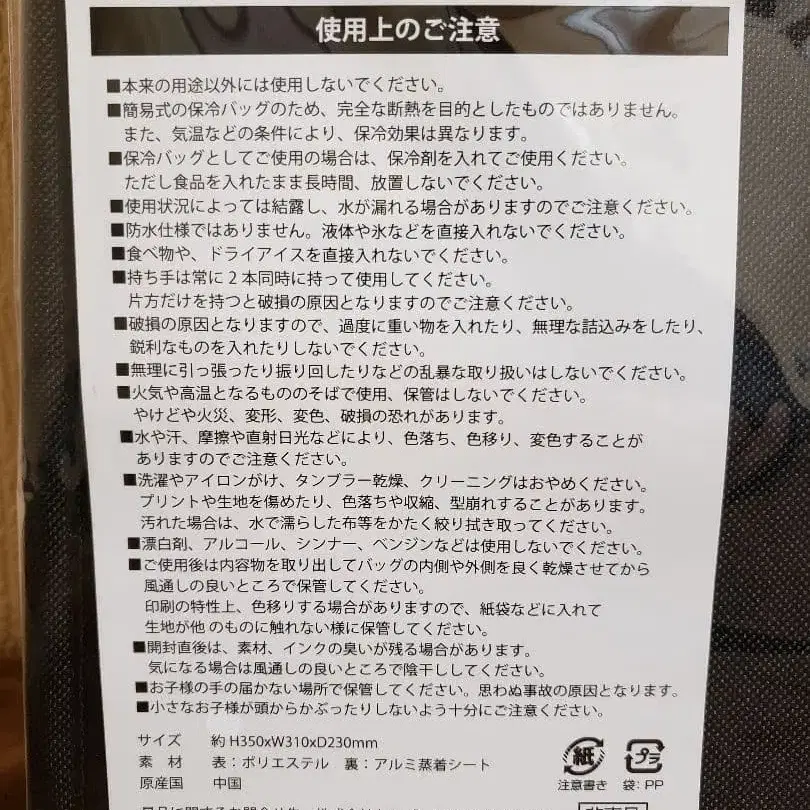 使用上のご注意
■本来の用途以外には使用しないでください。
■簡易式の保冷バッグのため、完全な断熱を目的としたものではありません。
また、気温などの条件により、保冷効果は異なります。
■保冷バッグとしてご使用の場合は、保冷剤を入れてご使用ください。
ただし食品を入れたまま長時間、放置しないでください。
■使用状況によっては結露し、水が漏れる場合がありますのでご注意ください。
■防水仕様ではありません。液体や氷などを直接入れないでください。
■食べ物や、ドライアイスを直接入れないでください。
■持ち手は常に2本同時に持って使用してください。
片方だけを持つと破損の原因となりますのでご注意ください。
■破損の原因となりますので、過度に重い物を入れたり、無理な詰込みをしたり、
鋭利なものを入れたりしないでください。
■無理に引っ張ったり振り回したりなどの乱暴な取り扱いはしないでください。
■火気や高温となるもののそばで使用、保管はしないでください。
やけどや火災、変形、変色、破損の恐れがあります。
■水や汗、摩擦や直射日光などにより、色落ち、色移り、変色することが
ありますのでご注意ください。
■洗濯やアイロンがけ、タンブラー乾燥、クリーニングはおやめください。
プリントや生地を傷めたり、色落ちや収縮、型崩れすることがあります。
汚れた場合は、水で濡らした布等をかたく絞り拭き取ってください。
■漂白剤、アルコール、シンナー、ベンジンなどは使用しないでください。
■ご使用後は内容物を取り出してバッグの内側や外側を良く乾燥させてから
風通しの良いところで保管してください。
印刷の特性上、色移りする場合がありますので、紙袋などに入れて
生地が他のものに触れない様に保管してください。
■開封直後は、素材、インクの臭いが残る場合があります。
気になる場合は風通しの良いところで陰干ししてください。
■お子様の手の届かない場所で保管してください。思わぬ事故の原因となります。
■小さなお子様が頭からかぶったりしないよう十分にご注意ください。
サイズ 約 H350xW310xD230mm
素材 表：ポリエステル 裏：アルミ蒸着シート
原産国 中国
紙
注意書き
プラ
袋：PP